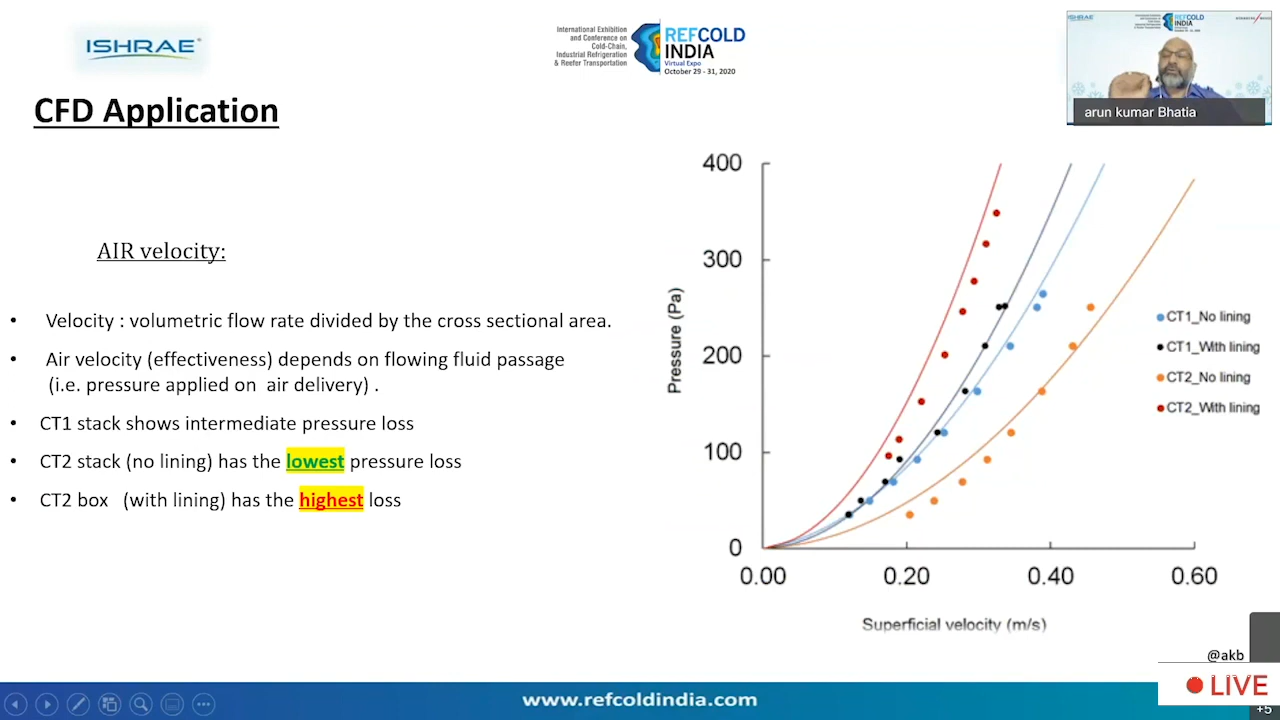 ISHRAE
International Exhibition
and Conference on
Cold-Chain,
Industrial Refrigeration
& Reefer Transportation
REFCOLD
INDIA
Virtual Expo
October 29 - 31, 2020
ISHRAE
REFCOLD
INDIA
arun kumar Bhatia
CFD Application
AIR velocity:
• Velocity : volumetric flow rate divided by the cross sectional area.
• Air velocity (effectiveness) depends on flowing fluid passage
(i.e. pressure applied on air delivery) .
• CT1 stack shows intermediate pressure loss
• CT2 stack (no lining) has the lowest pressure loss
• CT2 box (with lining) has the highest loss
400
300
200
100
0
Pressure (Pa)
0.00 0.20 0.40 0.60
Superficial velocity (m/s)
CT1_No lining
CT1_With lining
CT2_No lining
CT2_With lining
@akb
LIVE
+5
www.refcoldindia.com